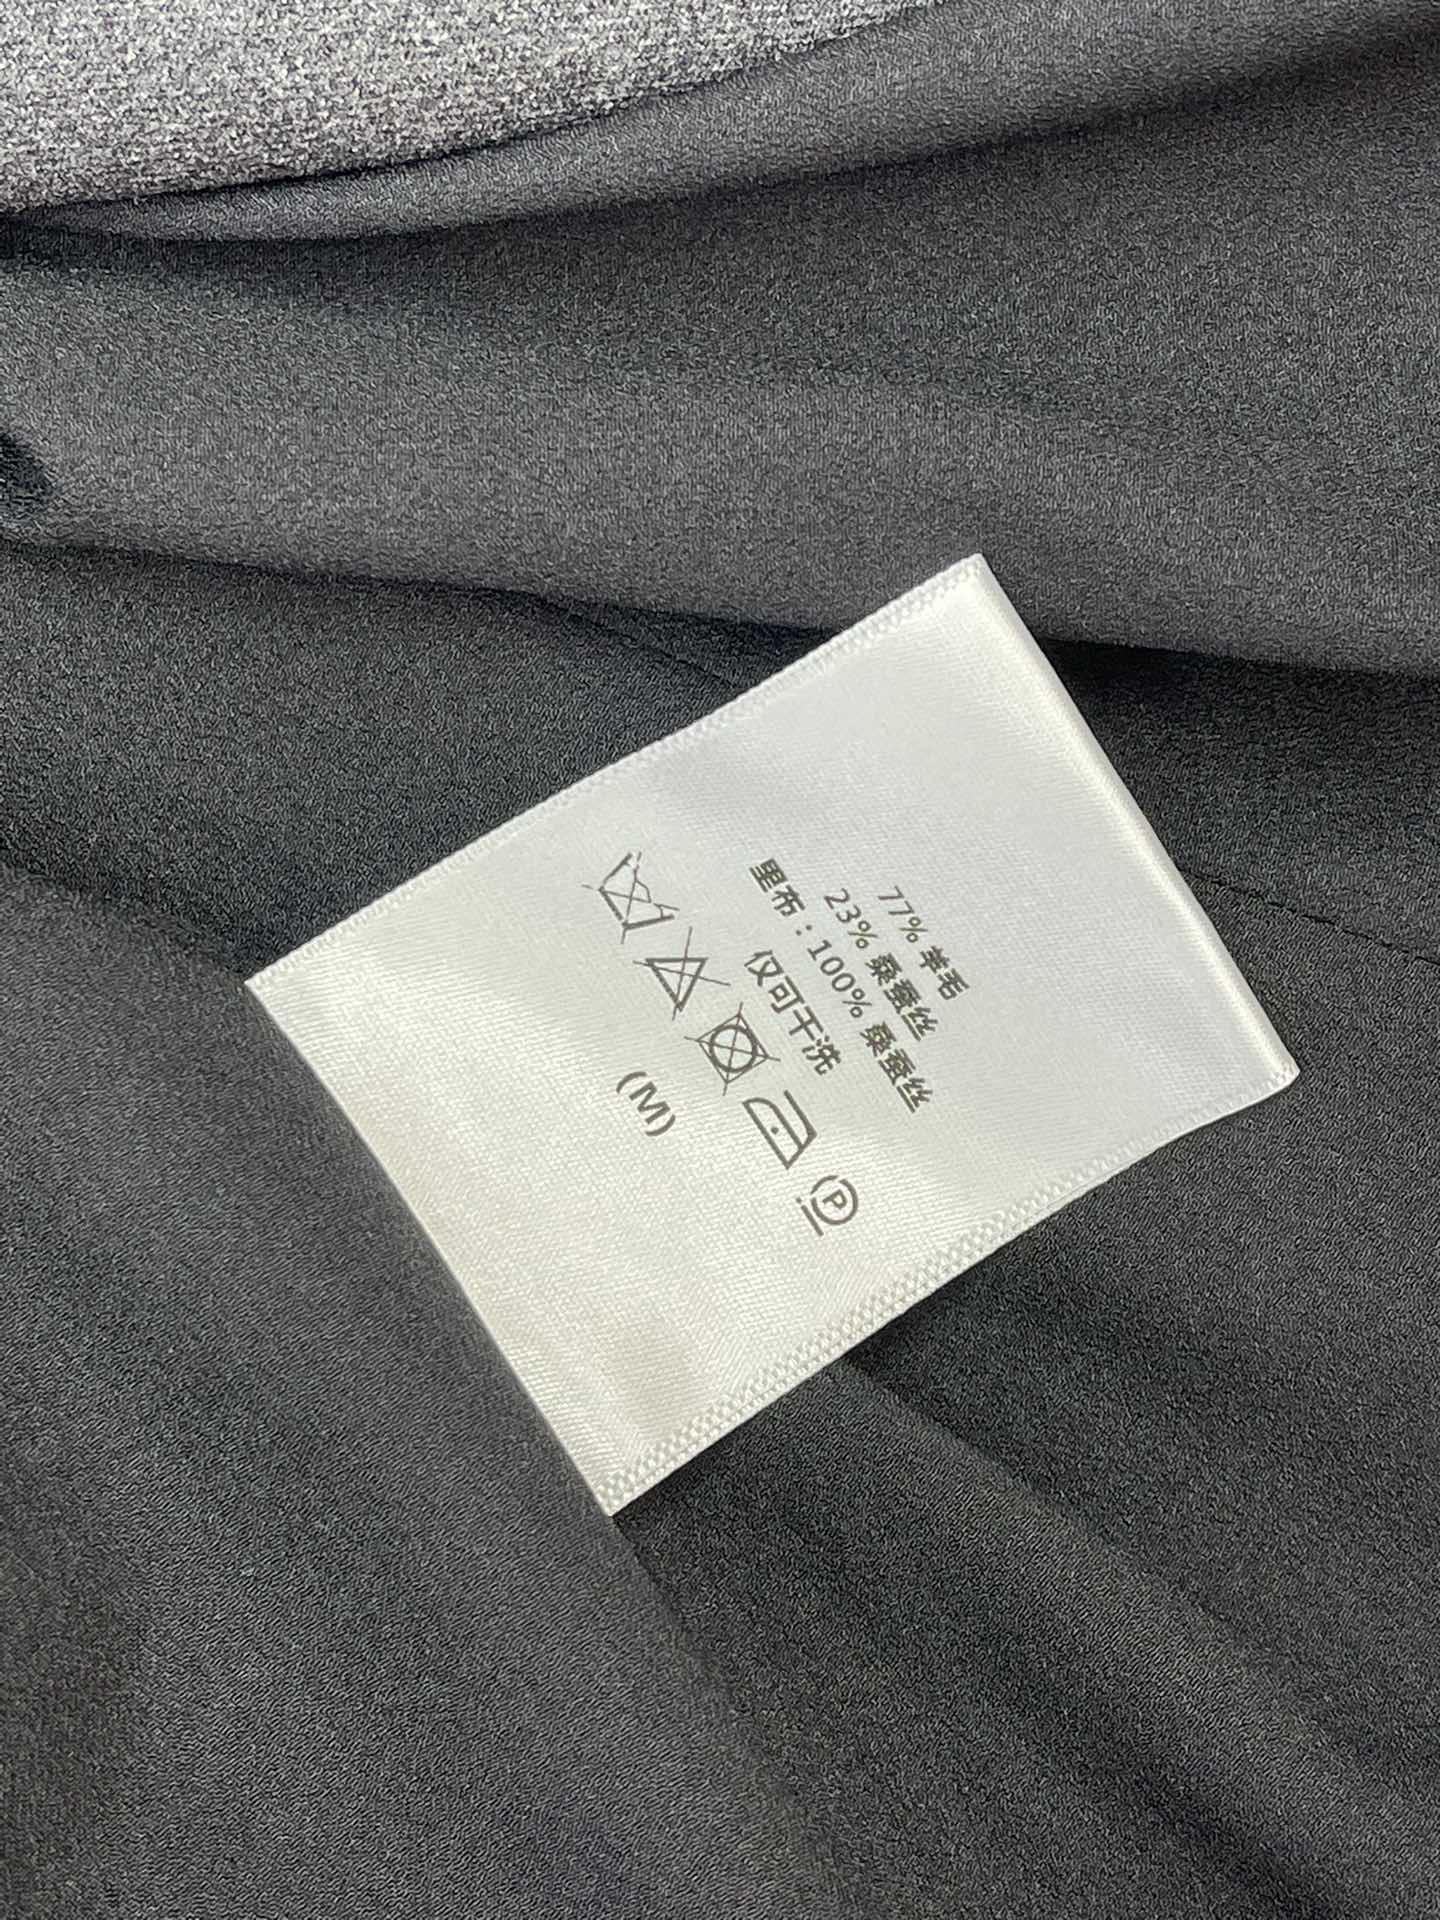 77% 羊毛
23% 桑蚕丝
里布：100% 桑蚕丝
仅可干洗
P
(M)